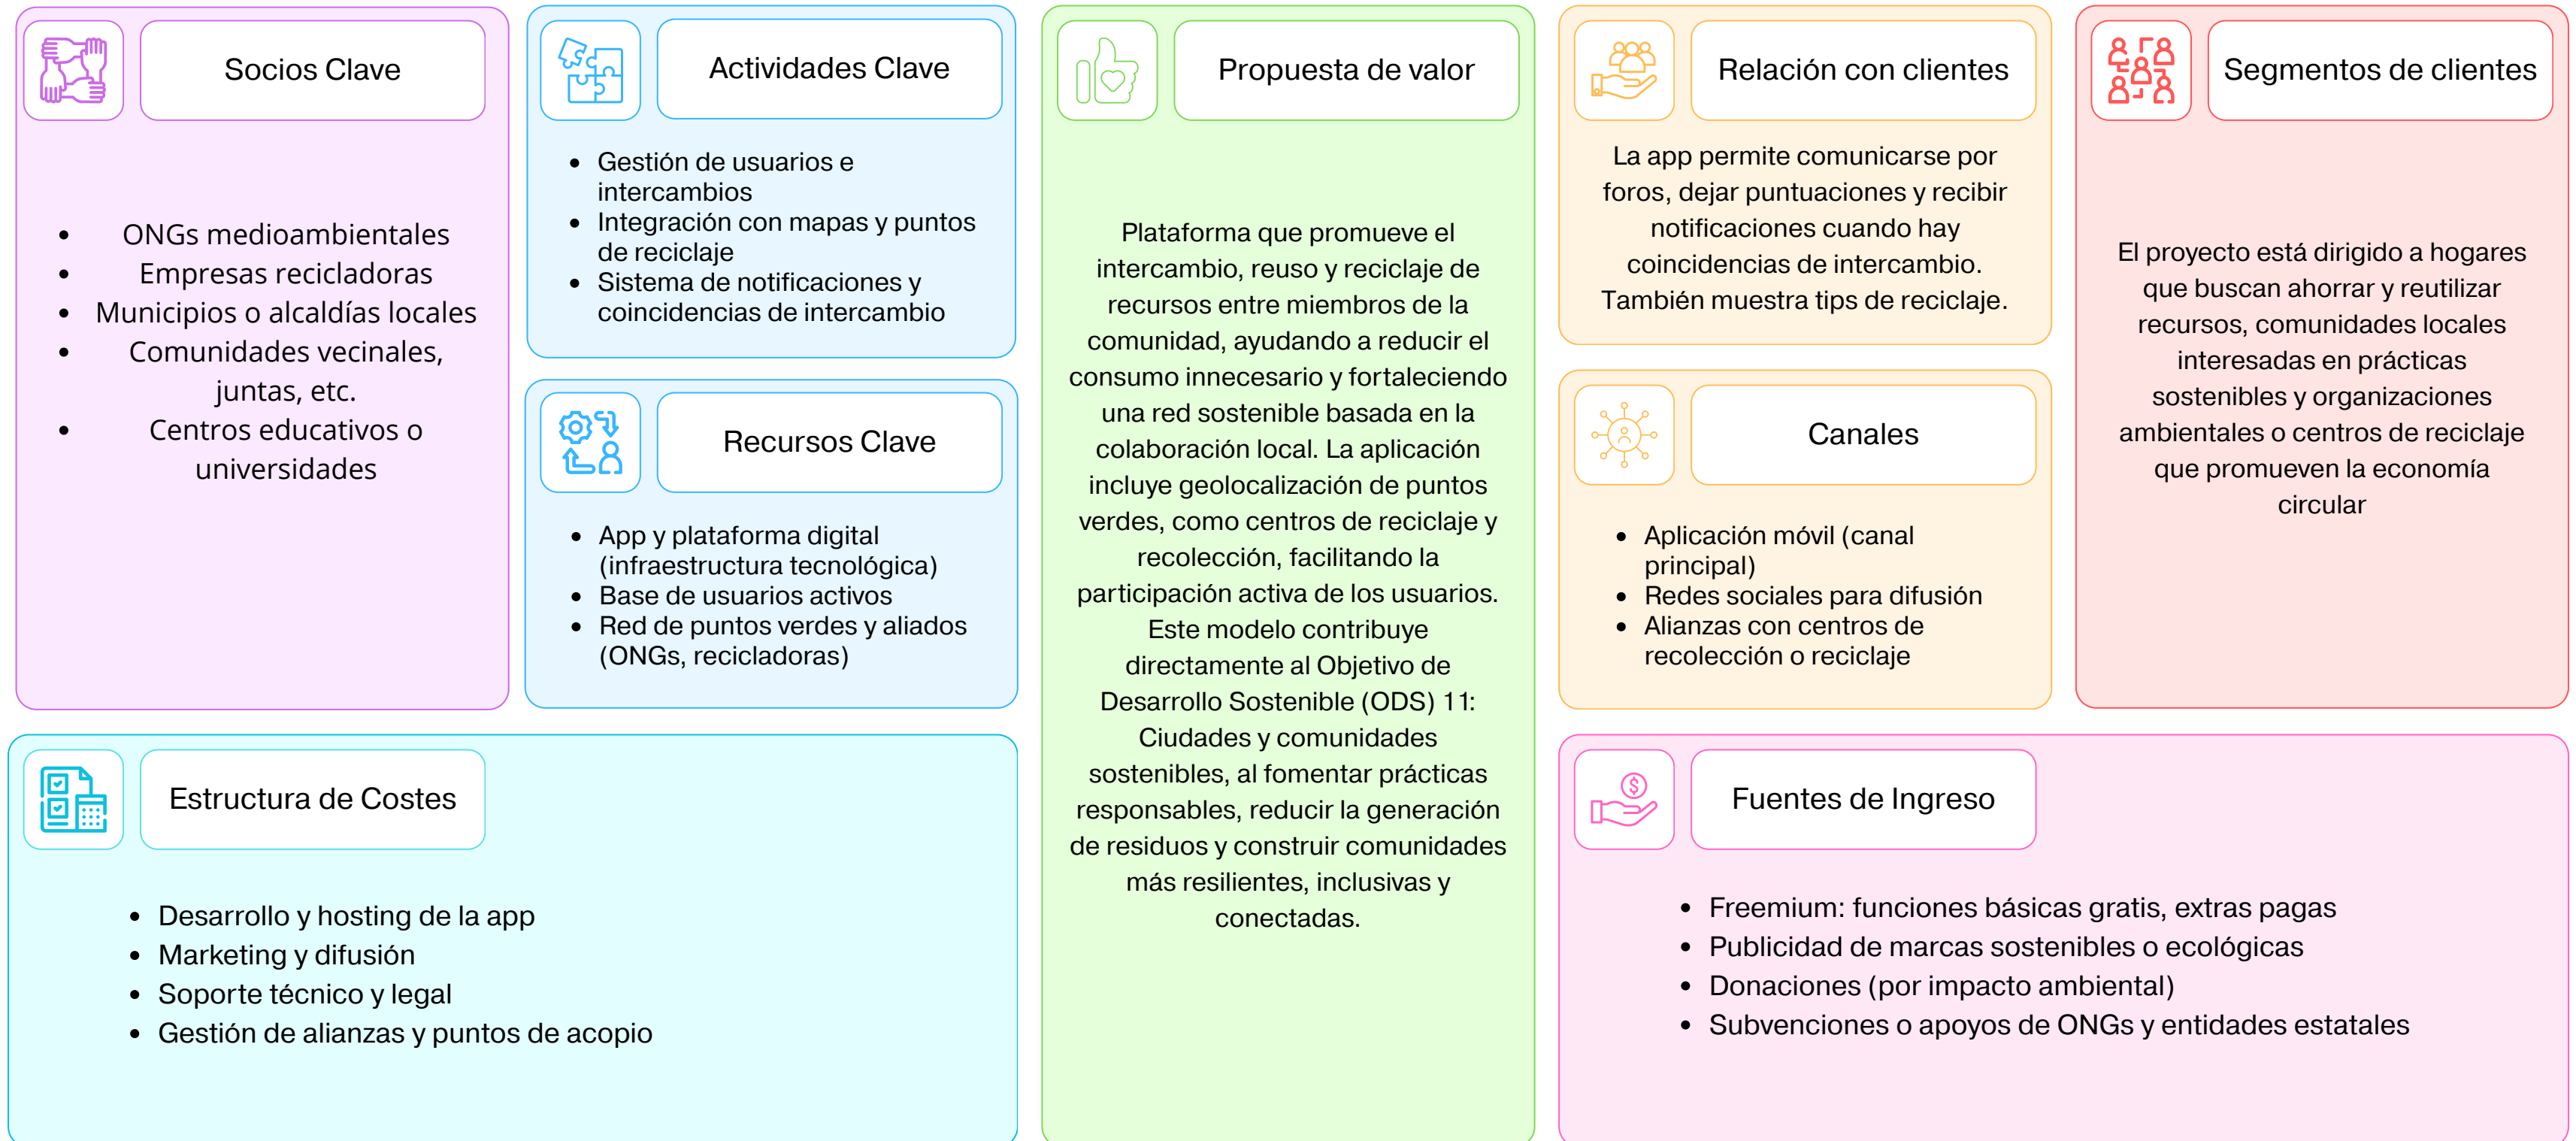 Socios Clave
• ONGs medioambientales
• Empresas recicladoras
• Municipios o alcaldías locales
• Comunidades vecinales,
juntas, etc.
• Centros educativos o
universidades
Actividades Clave
• Gestión de usuarios e
intercambios
• Integración con mapas y puntos
de reciclaje
• Sistema de notificaciones y
coincidencias de intercambio
Recursos Clave
• App y plataforma digital
(infraestructura tecnológica)
• Base de usuarios activos
• Red de puntos verdes y aliados
(ONGs, recicladoras)
Propuesta de valor
Plataforma que promueve el
intercambio, reuso y reciclaje de
recursos entre miembros de la
comunidad, ayudando a reducir el
consumo innecesario y fortaleciendo
una red sostenible basada en la
colaboración local. La aplicación
incluye geolocalización de puntos
verdes, como centros de reciclaje y
recolección, facilitando la
participación activa de los usuarios.
Este modelo contribuye
directamente al Objetivo de
Desarrollo Sostenible (ODS) 11:
Ciudades y comunidades
sostenibles, al fomentar prácticas
responsables, reducir la generación
de residuos y construir comunidades
más resilientes, inclusivas y
conectadas.
Relación con clientes
La app permite comunicarse por
foros, dejar puntuaciones y recibir
notificaciones cuando hay
coincidencias de intercambio.
También muestra tips de reciclaje.
Canales
• Aplicación móvil (canal
principal)
• Redes sociales para difusión
• Alianzas con centros de
recolección o reciclaje
Segmentos de clientes
El proyecto está dirigido a hogares
que buscan ahorrar y reutilizar
recursos, comunidades locales
interesadas en prácticas
sostenibles y organizaciones
ambientales o centros de reciclaje
que promueven la economía
circular
Estructura de Costes
• Desarrollo y hosting de la app
• Marketing y difusión
• Soporte técnico y legal
• Gestión de alianzas y puntos de acopio
Fuentes de Ingreso
$
• Freemium: funciones básicas gratis, extras pagas
• Publicidad de marcas sostenibles o ecológicas
• Donaciones (por impacto ambiental)
• Subvenciones o apoyos de ONGs y entidades estatales